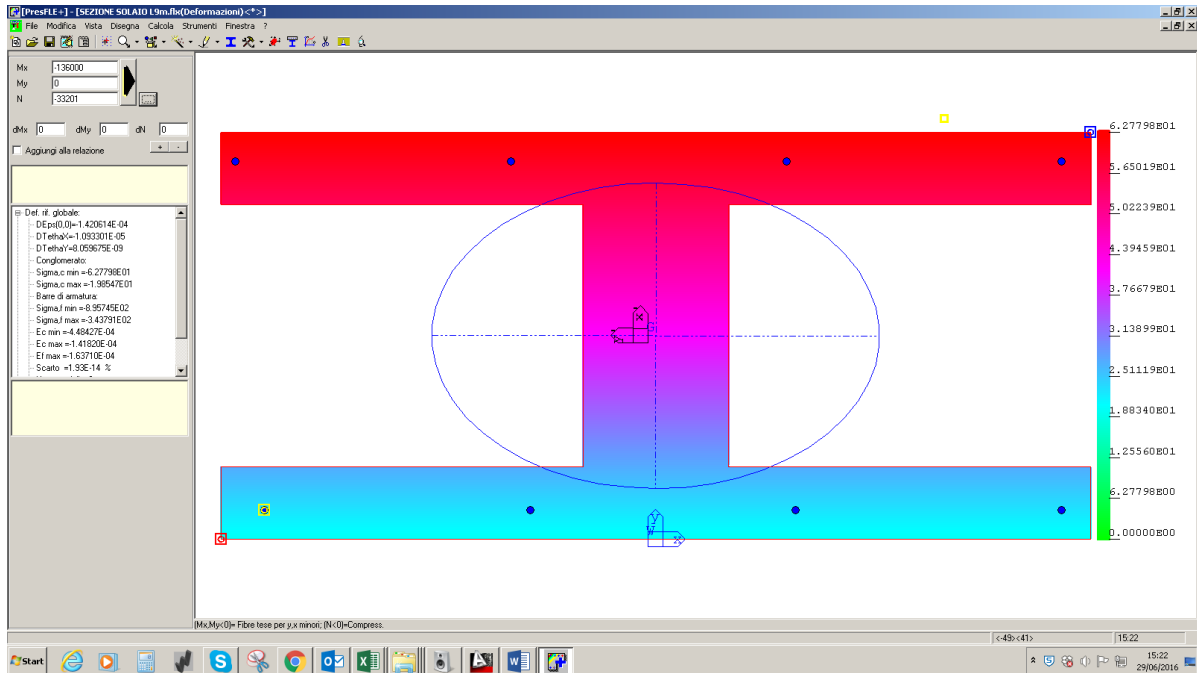 [PresFLE+] - [SEZIONE SOLAIO L9m.flx(Deformazioni)<*>]
File Modifica Vista Disegna Calcola Strumenti Finestra ?
Mx -136000
My 0
N -33201
dMx 0 dMy 0 dN 0
Aggiungi alla relazione + -
Def. rif. globale:
DEps(0,0)=-1.420614E-04
DTethaX=-1.093301E-05
DTethaY=8.059675E-09
Conglomerato:
Sigma,c min =-6.27798E01
Sigma,c max =-1.98547E01
Barre di armatura:
Sigma,f min =-8.95745E02
Sigma,f max =-3.43791E02
Ec min =-4.48427E-04
Ec max =-1.41820E-04
Ef max =-1.63710E-04
Scarto =1.93E-14 %
6.27798E01
5.65019E01
5.02239E01
4.39459E01
3.76679E01
3.13899E01
2.51119E01
1.88340E01
1.25560E01
6.27798E00
0.00000E00
X
Y
X
(Mx,My<0)= Fibre tese per y,x minori; (N<0)=Compress.
<-49><41> 15:22
Start
15:22
29/06/2016